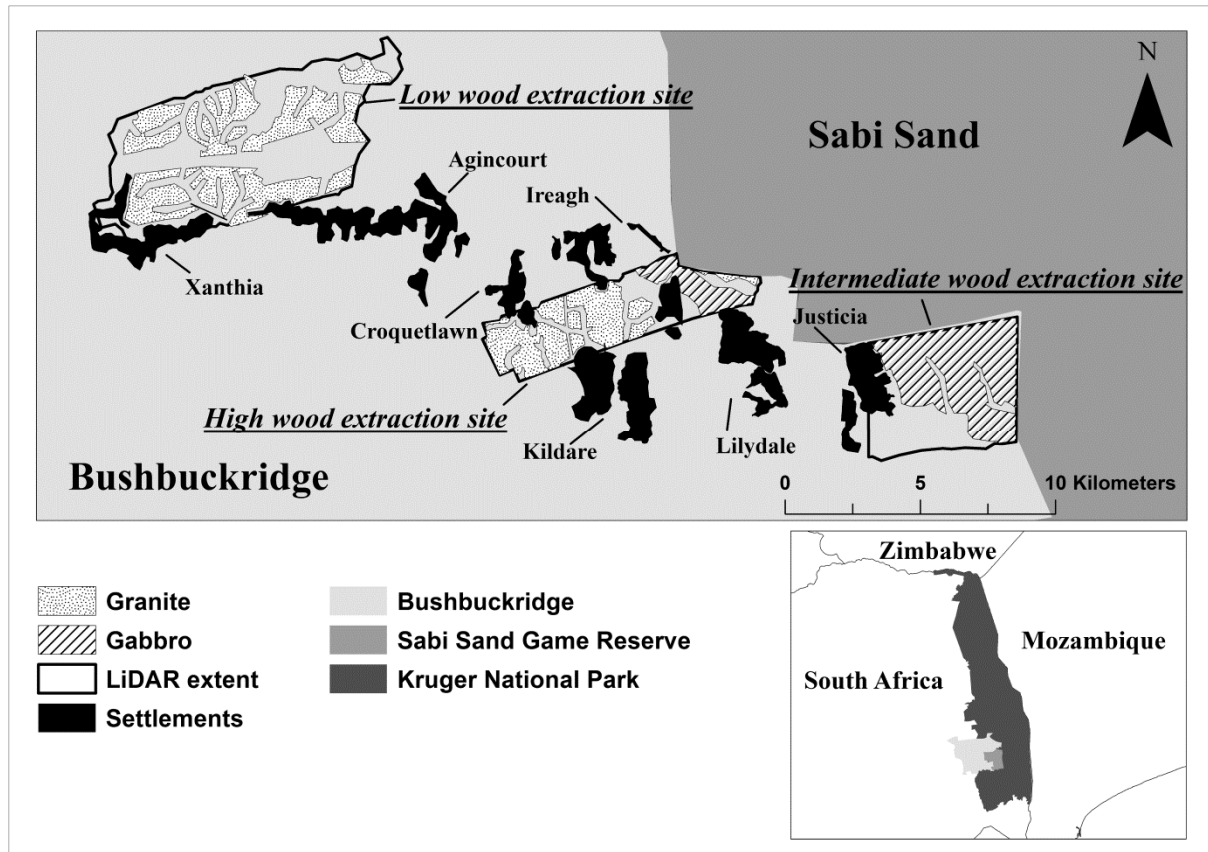 N
Low wood extraction site
Sabi Sand
Agincourt
Ireagh
Xanthia
Intermediate wood extraction site
Justicia
Croquetlawn
High wood extraction site
Kildare
Lilydale
Bushbuckridge
0 5 10 Kilometers
Granite
Gabbro
LiDAR extent
Settlements
Bushbuckridge
Sabi Sand Game Reserve
Kruger National Park
Zimbabwe
Mozambique
South Africa